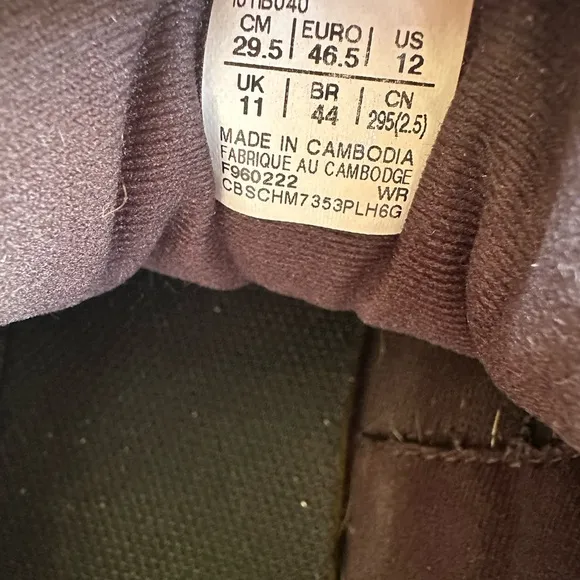 1011B040
CM | EURO | US
29.5 | 46.5 | 12
UK | BR | CN
11 | 44 | 295(2.5)
MADE IN CAMBODIA
FABRIQUE AU CAMBODGE
F960222 WR
CBSCHM7353PLH6G